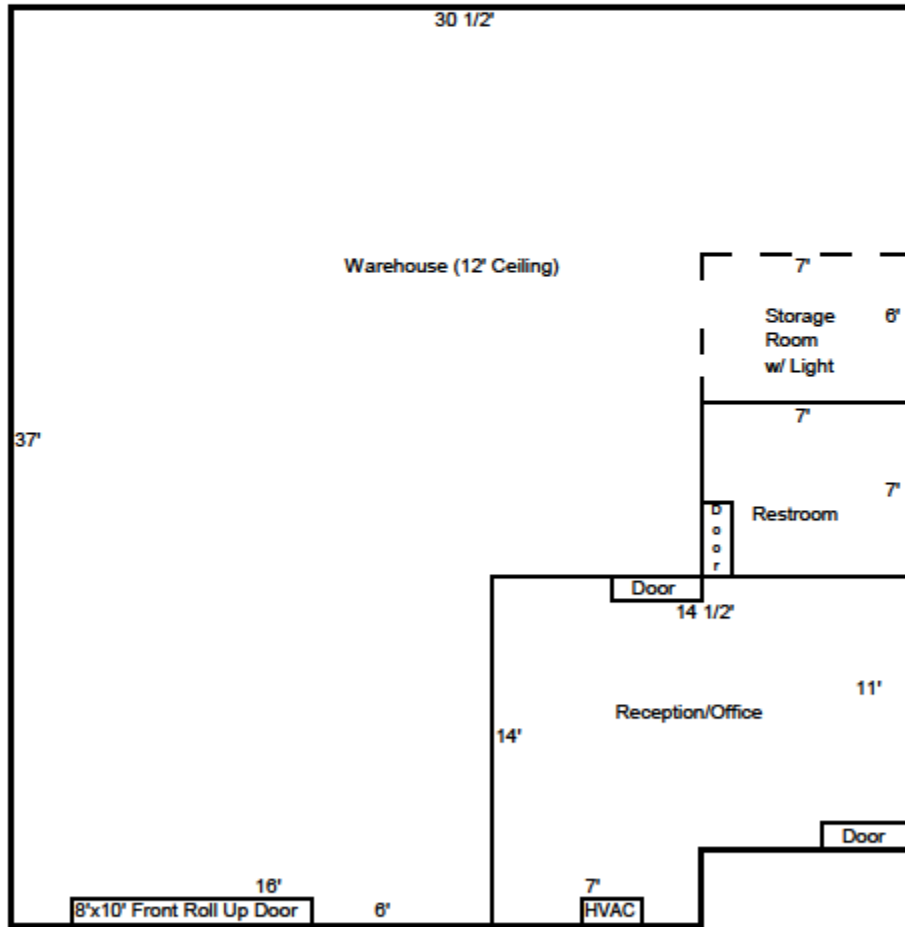 30 1/2'
Warehouse (12' Ceiling)
7'
Storage
Room
w/ Light
6'
7'
37'
7'
Restroom
Door
Door
14 1/2'
11'
Reception/Office
14'
Door
16'
7'
8'x10' Front Roll Up Door
6'
HVAC